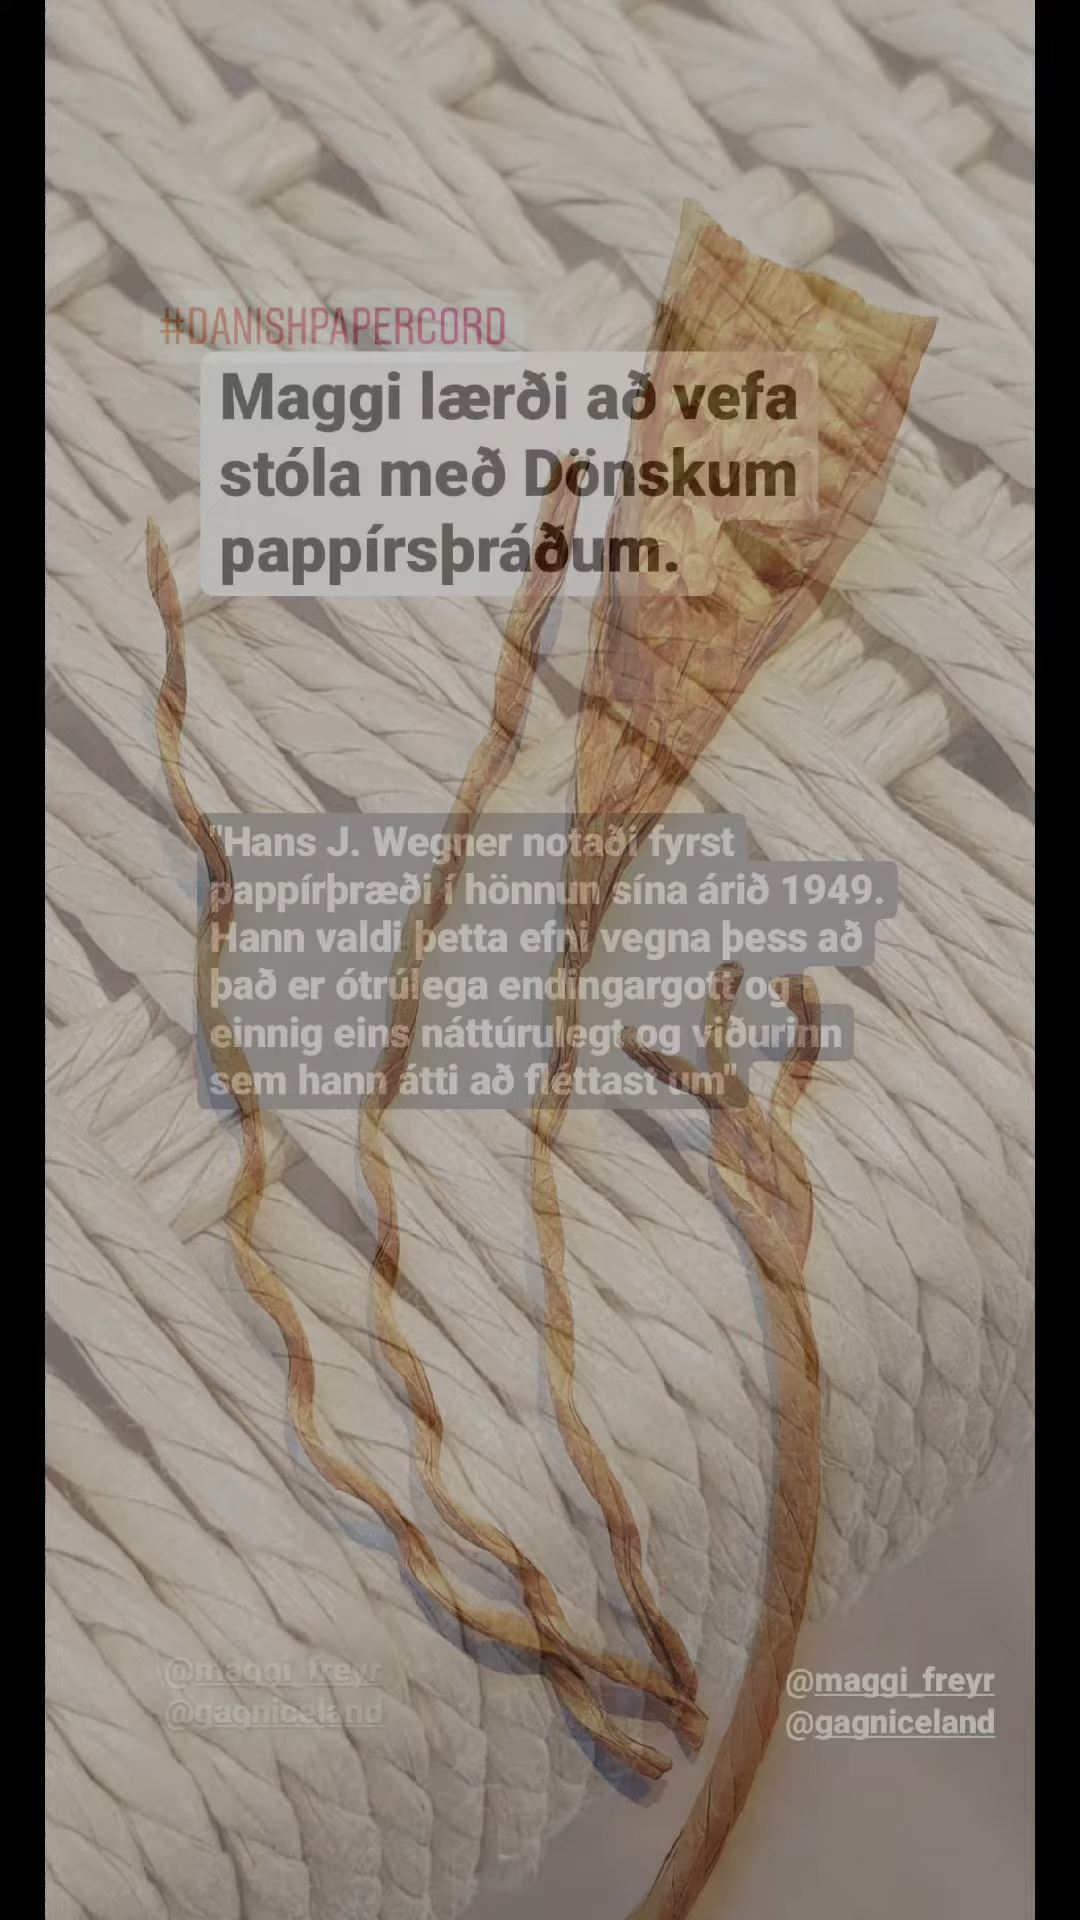 #DANISHPAPERCORD
Maggi lærði að vefa
stóla með Dönskum
pappírsþráðum.
"Hans J. Wegner notaði fyrst
pappírþræði í hönnun sína árið 1949.
Hann valdi þetta efni vegna þess að
það er ótrúlega endingargott og
einnig eins náttúrulegt og viðurinn
sem hann átti að fléttast um"
@maggi_freyr
@gagniceland
@maggi_freyr
@gagniceland